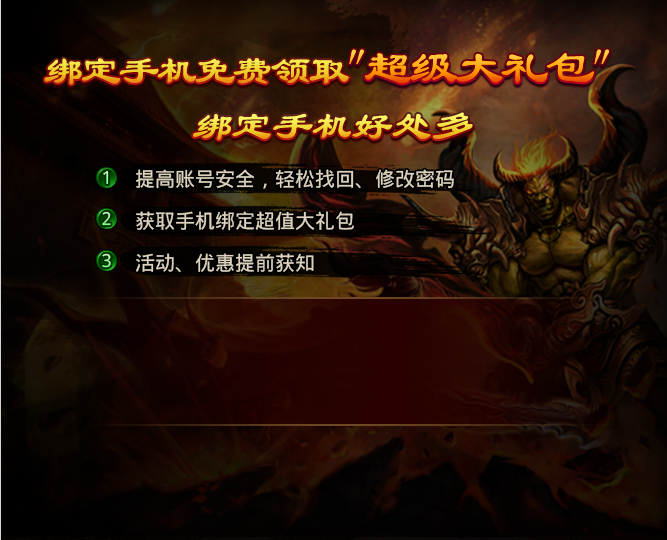 绑定手机免费领取"超级大礼包"
绑定手机好处多
1 提高账号安全，轻松找回、修改密码
2 获取手机绑定超值大礼包
3 活动、优惠提前获知